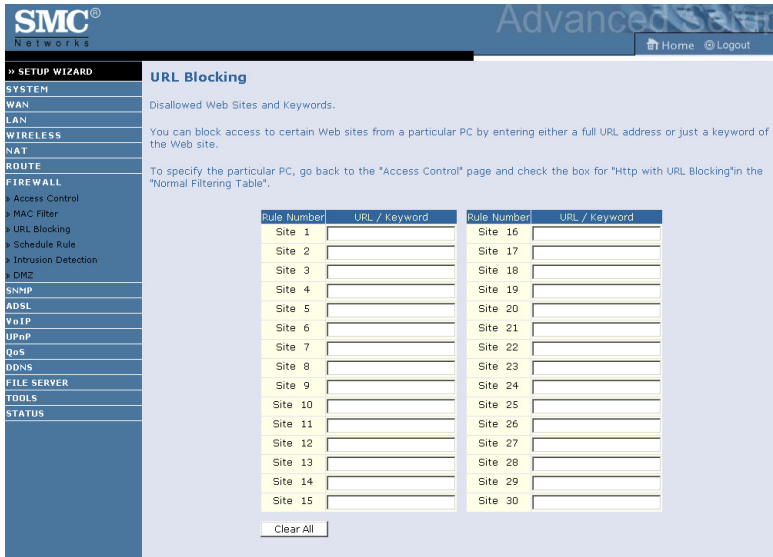 SMC®
Networks
Advanced Setup
Home Logout
» SETUP WIZARD
SYSTEM
WAN
LAN
WIRELESS
NAT
ROUTE
FIREWALL
» Access Control
» MAC Filter
» URL Blocking
» Schedule Rule
» Intrusion Detection
» DMZ
SNMP
ADSL
VoIP
UPnP
QoS
DDNS
FILE SERVER
TOOLS
STATUS
URL Blocking
Disallowed Web Sites and Keywords.
You can block access to certain Web sites from a particular PC by entering either a full URL address or just a keyword of
the Web site.
To specify the particular PC, go back to the "Access Control" page and check the box for "Http with URL Blocking"in the
"Normal Filtering Table".
Rule Number URL / Keyword Rule Number URL / Keyword
Site 1 Site 16
Site 2 Site 17
Site 3 Site 18
Site 4 Site 19
Site 5 Site 20
Site 6 Site 21
Site 7 Site 22
Site 8 Site 23
Site 9 Site 24
Site 10 Site 25
Site 11 Site 26
Site 12 Site 27
Site 13 Site 28
Site 14 Site 29
Site 15 Site 30
Clear All